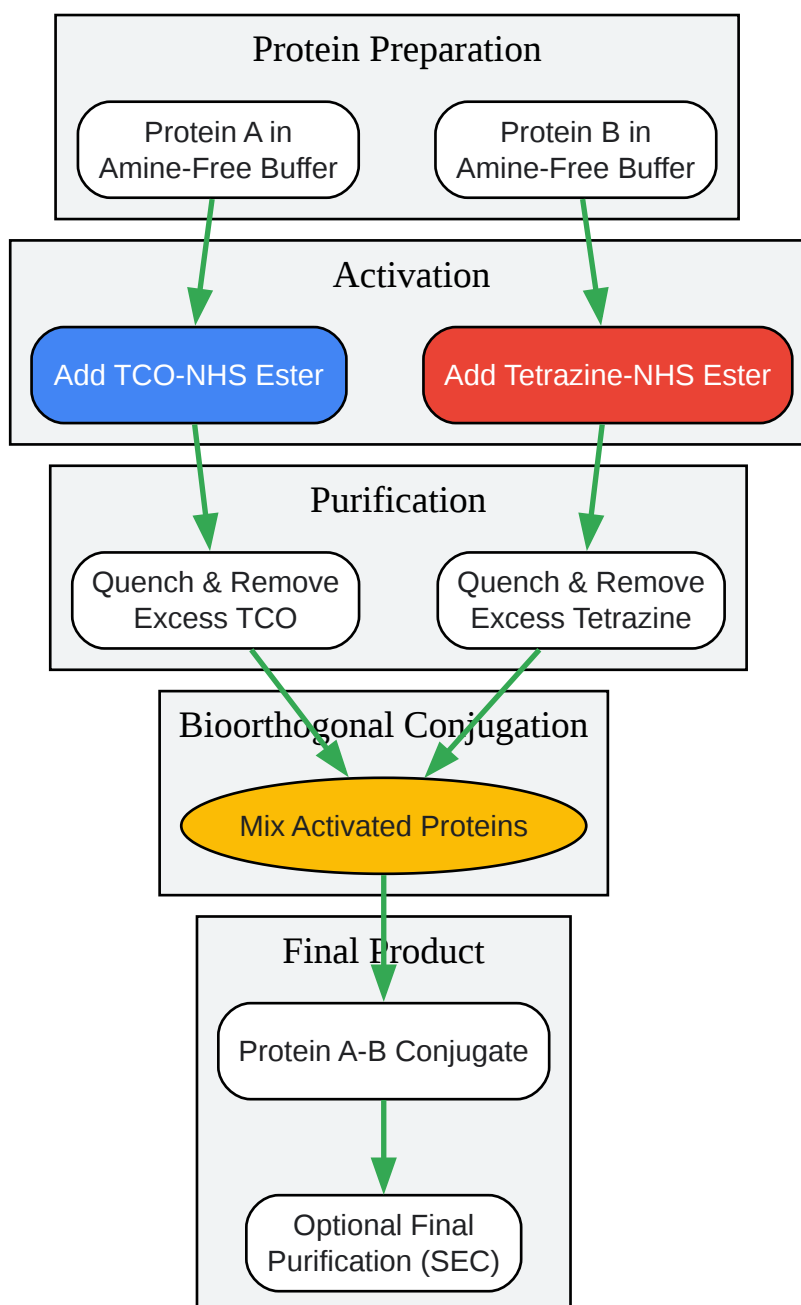 Protein Preparation
Protein A in
Amine-Free Buffer
Protein B in
Amine-Free Buffer
Activation
Add TCO-NHS Ester
Add Tetrazine-NHS Ester
Purification
Quench & Remove
Excess TCO
Quench & Remove
Excess Tetrazine
Bioorthogonal Conjugation
Mix Activated Proteins
Final Product
Protein A-B Conjugate
Optional Final
Purification (SEC)